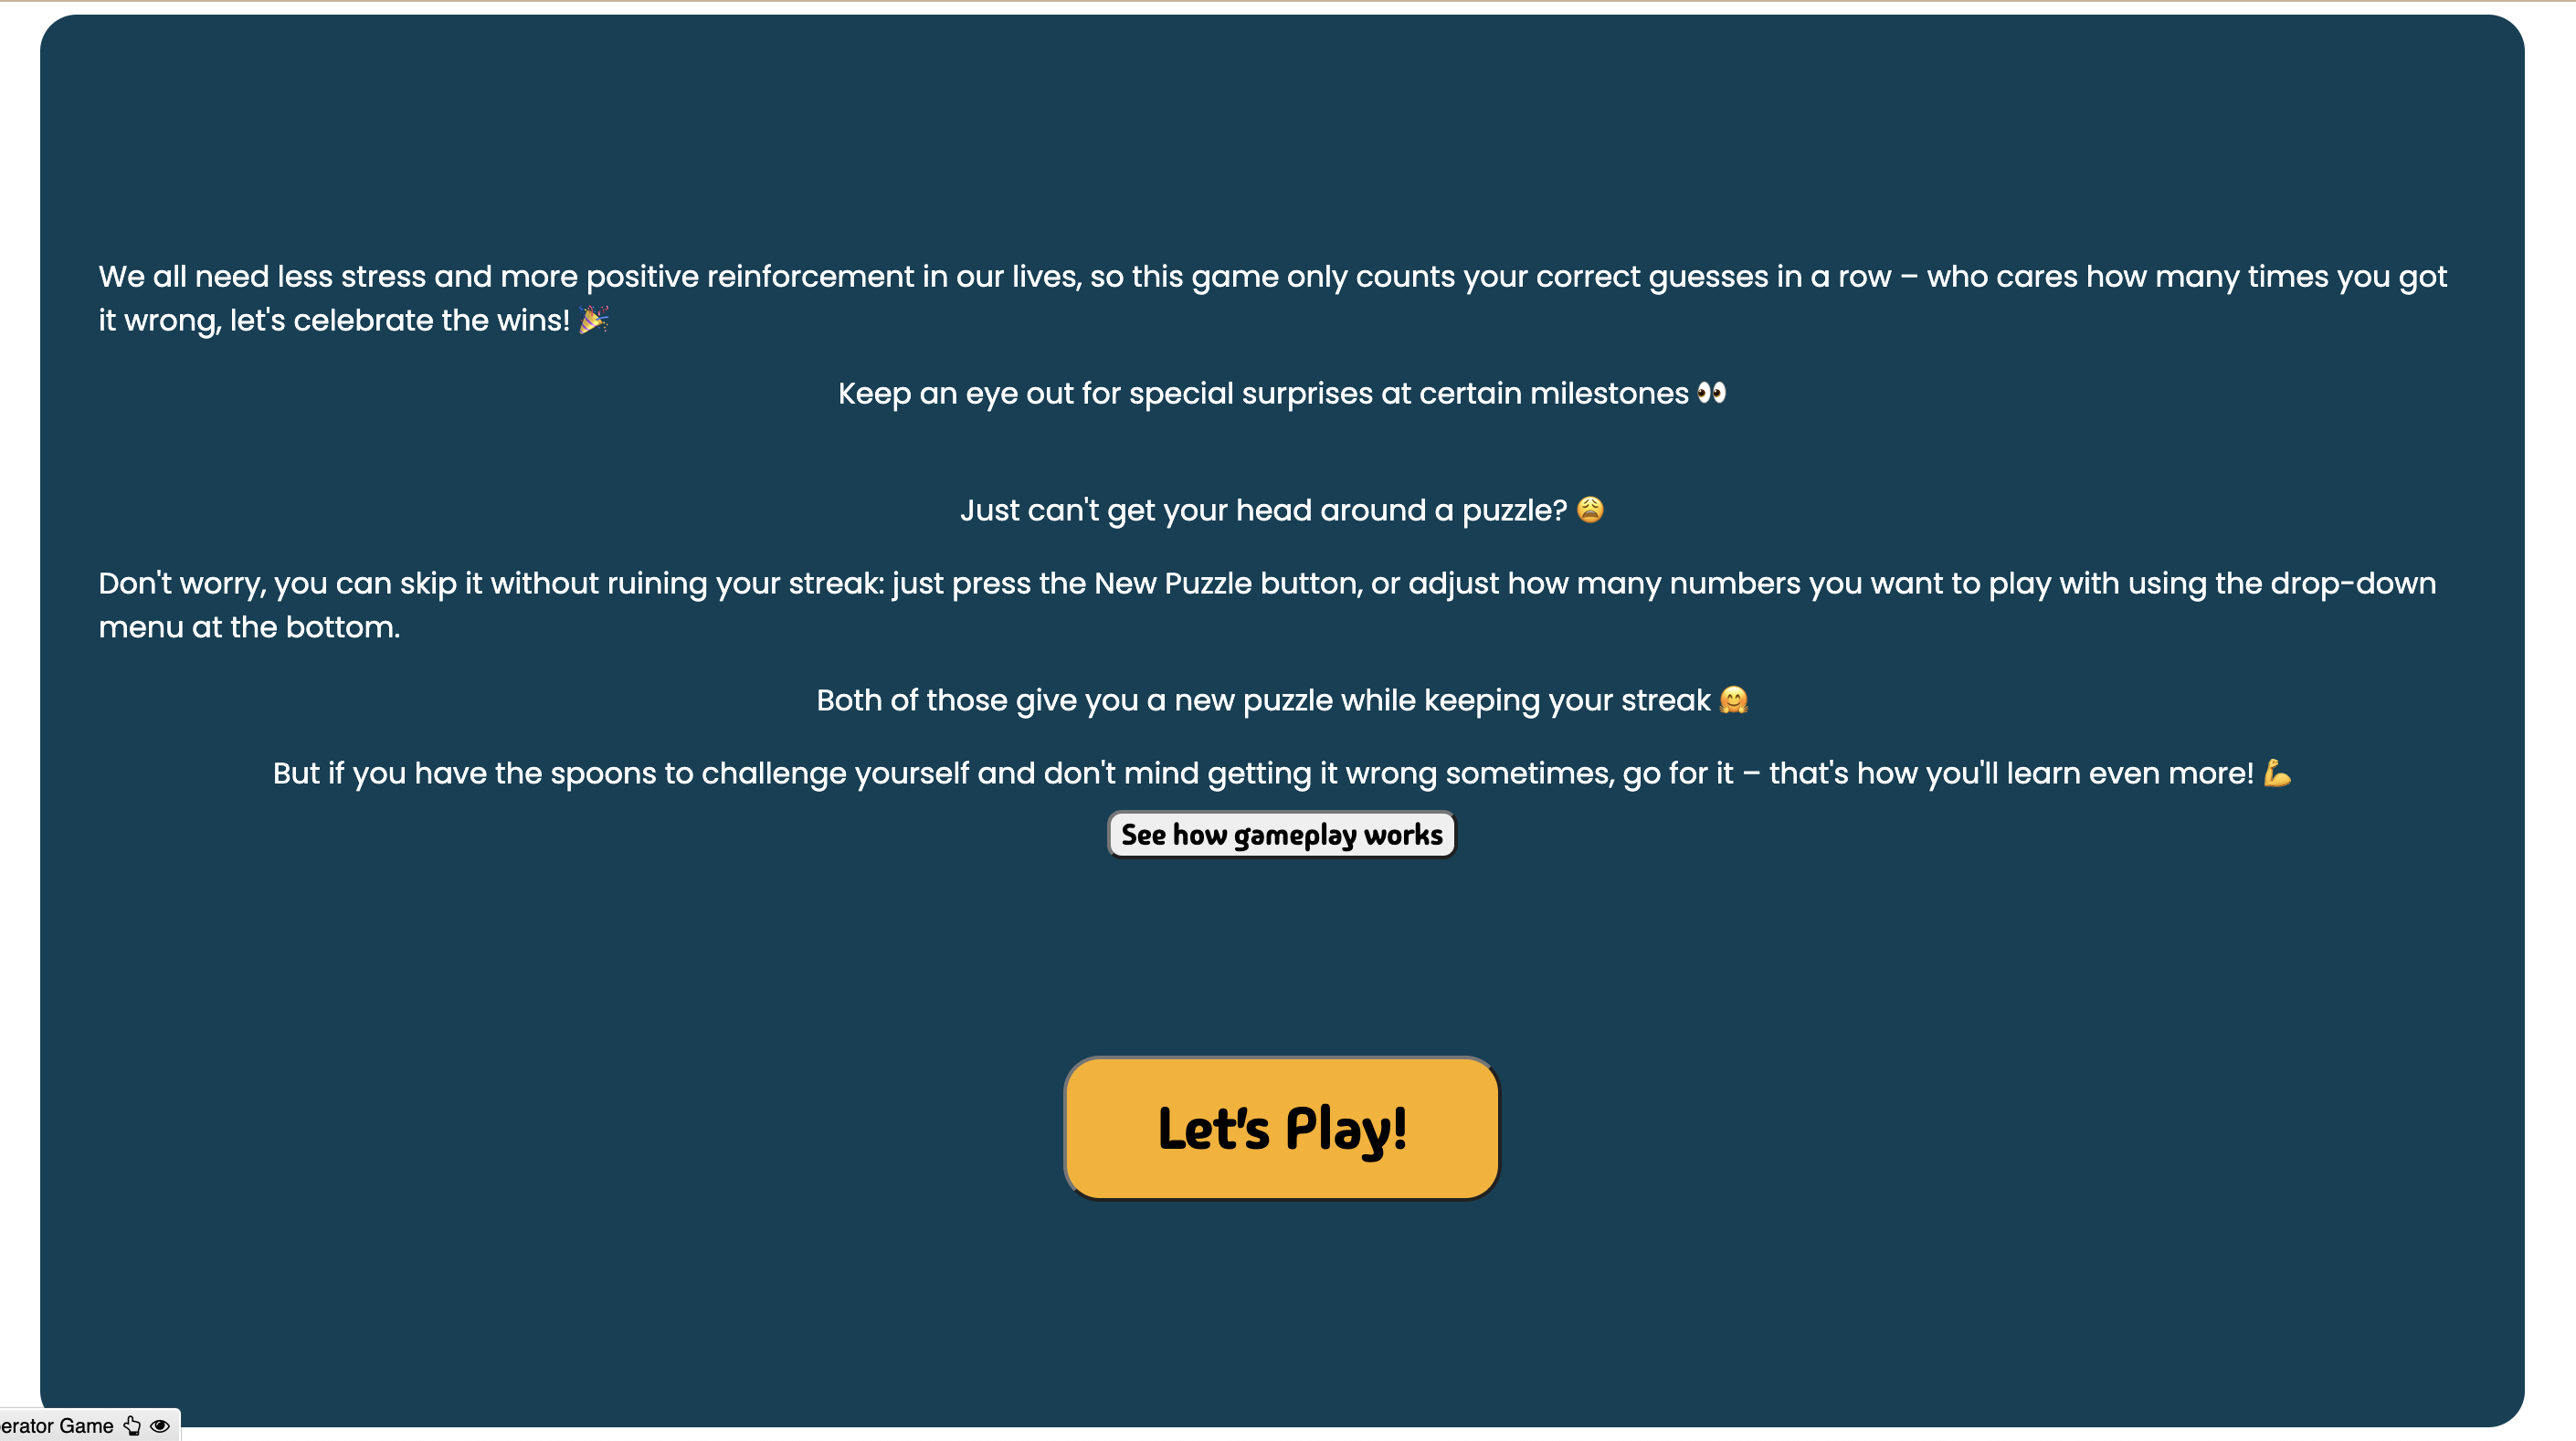 We all need less stress and more positive reinforcement in our lives, so this game only counts your correct guesses in a row – who cares how many times you got
it wrong, let's celebrate the wins! 🎉
Keep an eye out for special surprises at certain milestones 👀
Just can't get your head around a puzzle? 😩
Don't worry, you can skip it without ruining your streak: just press the New Puzzle button, or adjust how many numbers you want to play with using the drop-down
menu at the bottom.
Both of those give you a new puzzle while keeping your streak 🤗
But if you have the spoons to challenge yourself and don't mind getting it wrong sometimes, go for it – that's how you'll learn even more! 💪
See how gameplay works
Let's Play!
erator Game